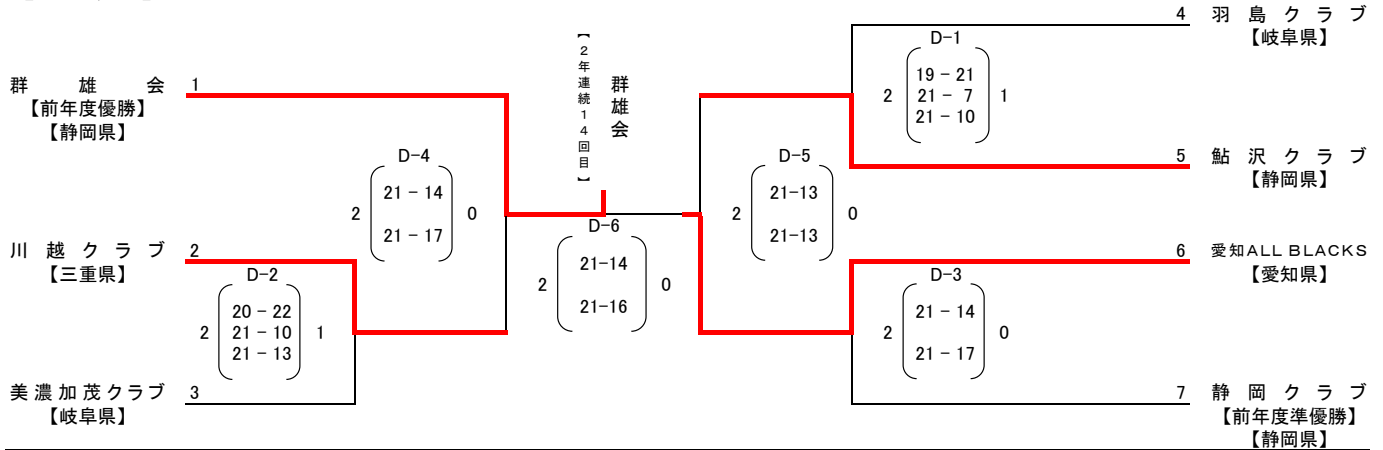 群雄会 1
【前年度優勝】
【静岡県】
川越クラブ 2
【三重県】
美濃加茂クラブ 3
【岐阜県】
D-2
2 20 − 22 1
21 − 10
21 − 13
D-4
2 21 − 14 0
21 − 17
群雄会
【2年連続14回目】
D-6
2 21-14 0
21-16
D-5
2 21-13 0
21-13
D-1
2 19 − 21 1
21 − 7
21 − 10
D-3
2 21 − 14 0
21 − 17
4 羽島クラブ
【岐阜県】
5 鮎沢クラブ
【静岡県】
6 愛知ALL BLACKS
【愛知県】
7 静岡クラブ
【前年度準優勝】
【静岡県】